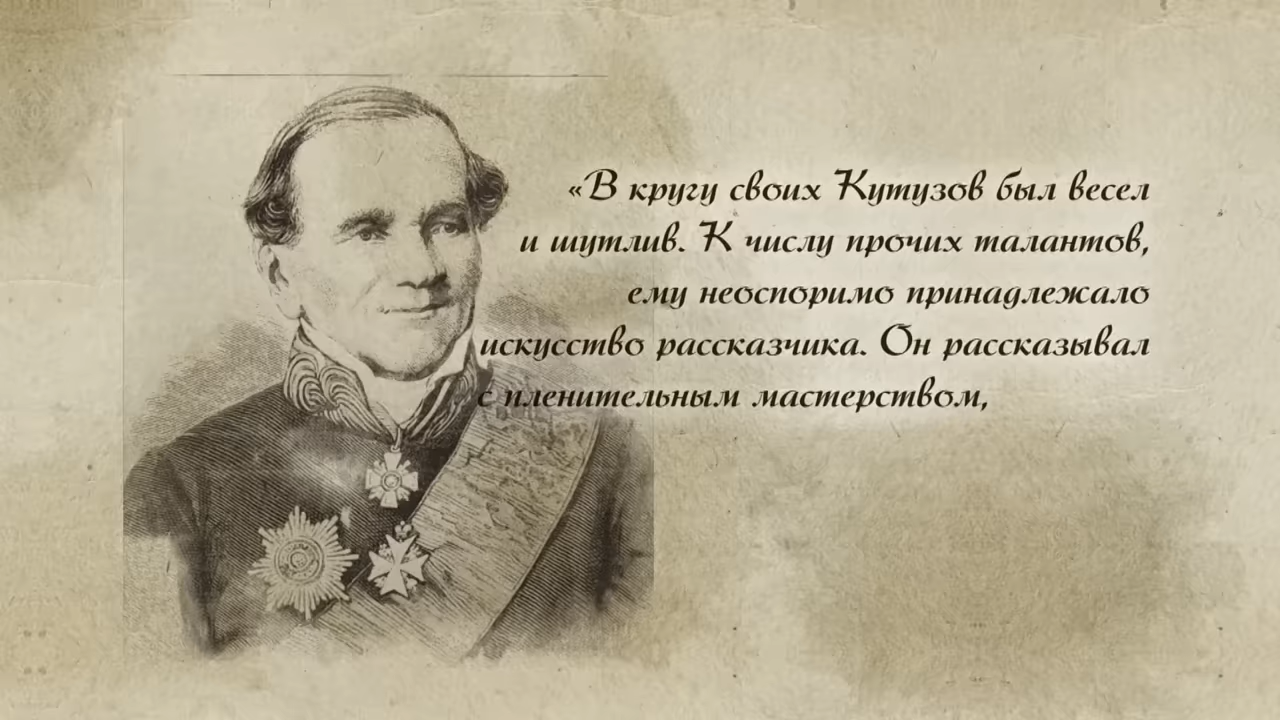 «В кругу своих Кутузов был весел
и шутлив. К числу прочих талантов,
ему неоспоримо принадлежало
искусство рассказчика. Он рассказывал
с пленительным мастерством,